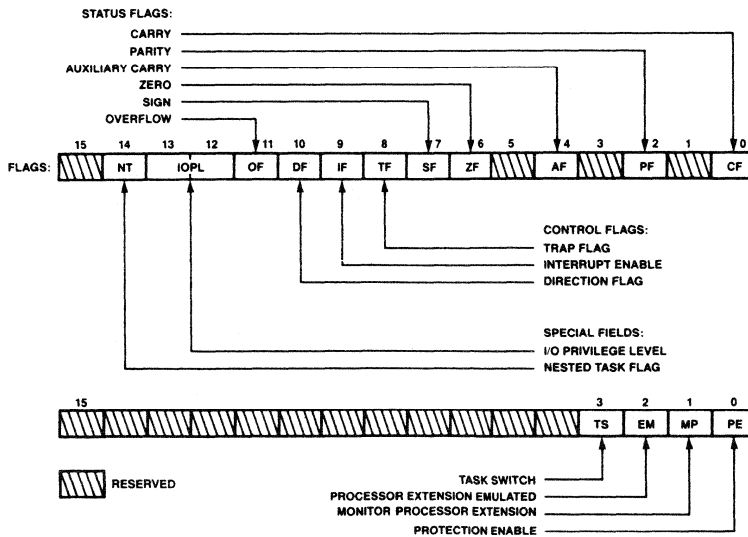 STATUS FLAGS:
CARRY
PARITY
AUXILIARY CARRY
ZERO
SIGN
OVERFLOW
15 14 13 12 11 10 9 8 7 6 5 4 3 2 1 0
FLAGS: NT IOPL OF DF IF TF SF ZF AF PF CF
CONTROL FLAGS:
TRAP FLAG
INTERRUPT ENABLE
DIRECTION FLAG
SPECIAL FIELDS:
I/O PRIVILEGE LEVEL
NESTED TASK FLAG
15 3 2 1 0
TS EM MP PE
RESERVED
TASK SWITCH
PROCESSOR EXTENSION EMULATED
MONITOR PROCESSOR EXTENSION
PROTECTION ENABLE